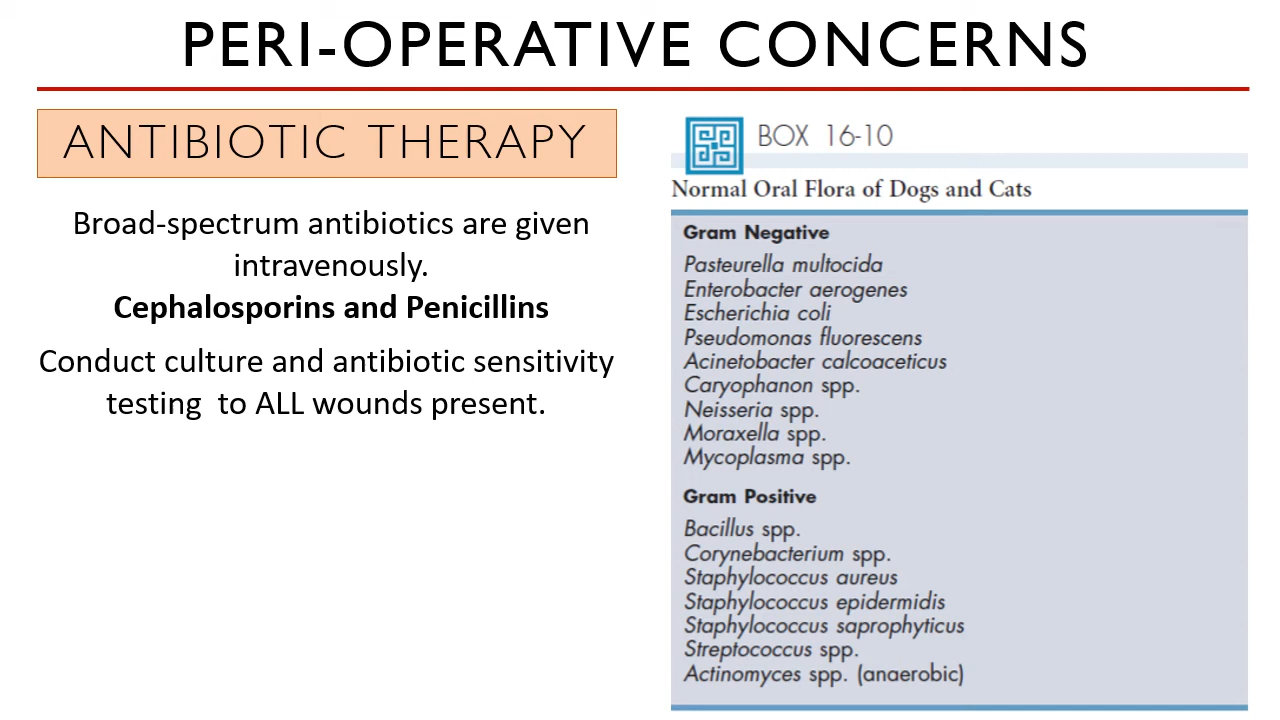 PERI-OPERATIVE CONCERNS
ANTIBIOTIC THERAPY
Broad-spectrum antibiotics are given
intravenously.
Cephalosporins and Penicillins
Conduct culture and antibiotic sensitivity
testing  to ALL wounds present.
BOX 16-10
Normal Oral Flora of Dogs and Cats
Gram Negative
Pasteurella multocida
Enterobacter aerogenes
Escherichia coli
Pseudomonas fluorescens
Acinetobacter calcoaceticus
Caryophanon spp.
Neisseria spp.
Moraxella spp.
Mycoplasma spp.
Gram Positive
Bacillus spp.
Corynebacterium spp.
Staphylococcus aureus
Staphylococcus epidermidis
Staphylococcus saprophyticus
Streptococcus spp.
Actinomyces spp. (anaerobic)